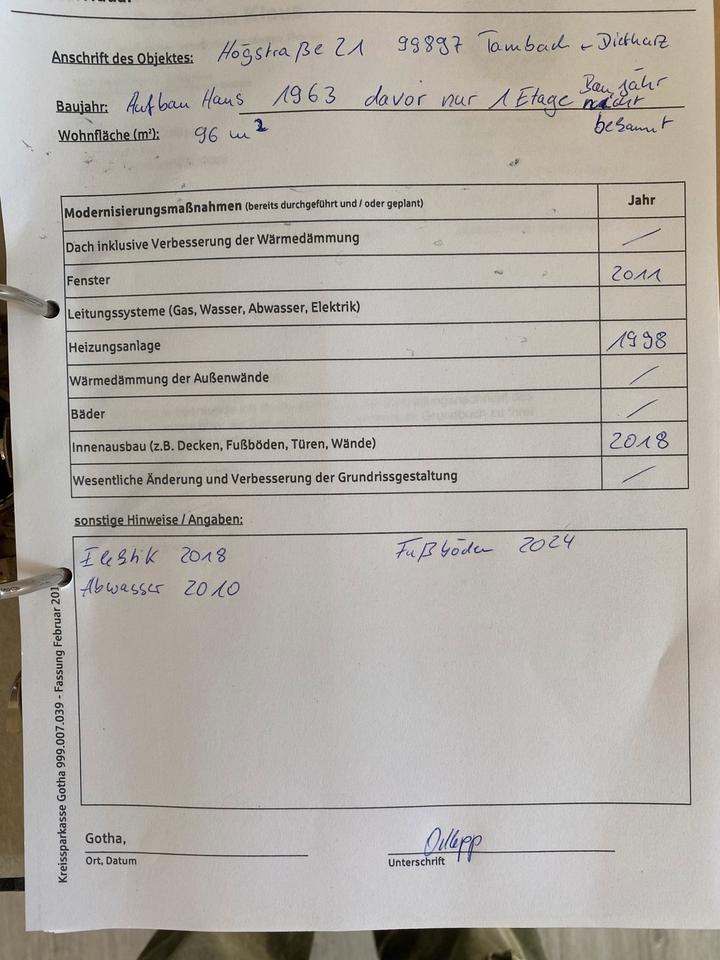 Anschrift des Objektes: Högstraße 21 99897 Tambach - Dietharz
Baujahr: Aufbau Haus 1963 davor nur 1 Etage Baujahr nicht bekannt
Wohnfläche (m²): 96 m²
Modernisierungsmaßnahmen (bereits durchgeführt und / oder geplant) Jahr
Dach inklusive Verbesserung der Wärmedämmung /
Fenster 2011
Leitungssysteme (Gas, Wasser, Abwasser, Elektrik)
Heizungsanlage 1998
Wärmedämmung der Außenwände /
Bäder /
Innenausbau (z.B. Decken, Fußböden, Türen, Wände) 2018
Wesentliche Änderung und Verbesserung der Grundrissgestaltung /
sonstige Hinweise / Angaben:
Elektik 2018 Fußböden 2024
Abwasser 2010
Gotha,
Ort, Datum Unterschrift
Kreissparkasse Gotha 999.007.039 - Fassung Februar 201